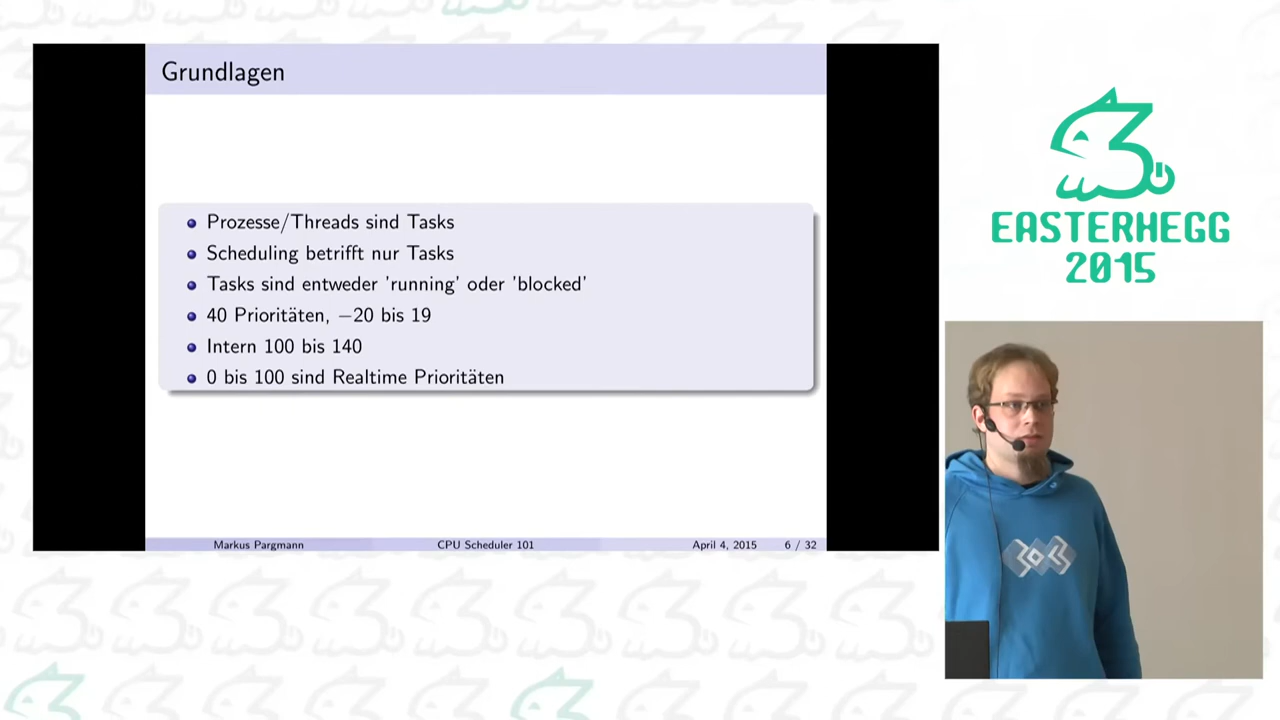 Grundlagen
Prozesse/Threads sind Tasks
Scheduling betrifft nur Tasks
Tasks sind entweder 'running' oder 'blocked'
40 Prioritäten, −20 bis 19
Intern 100 bis 140
0 bis 100 sind Realtime Prioritäten
Markus Pargmann CPU Scheduler 101 April 4, 2015 6 / 32
EASTERHEGG
2015